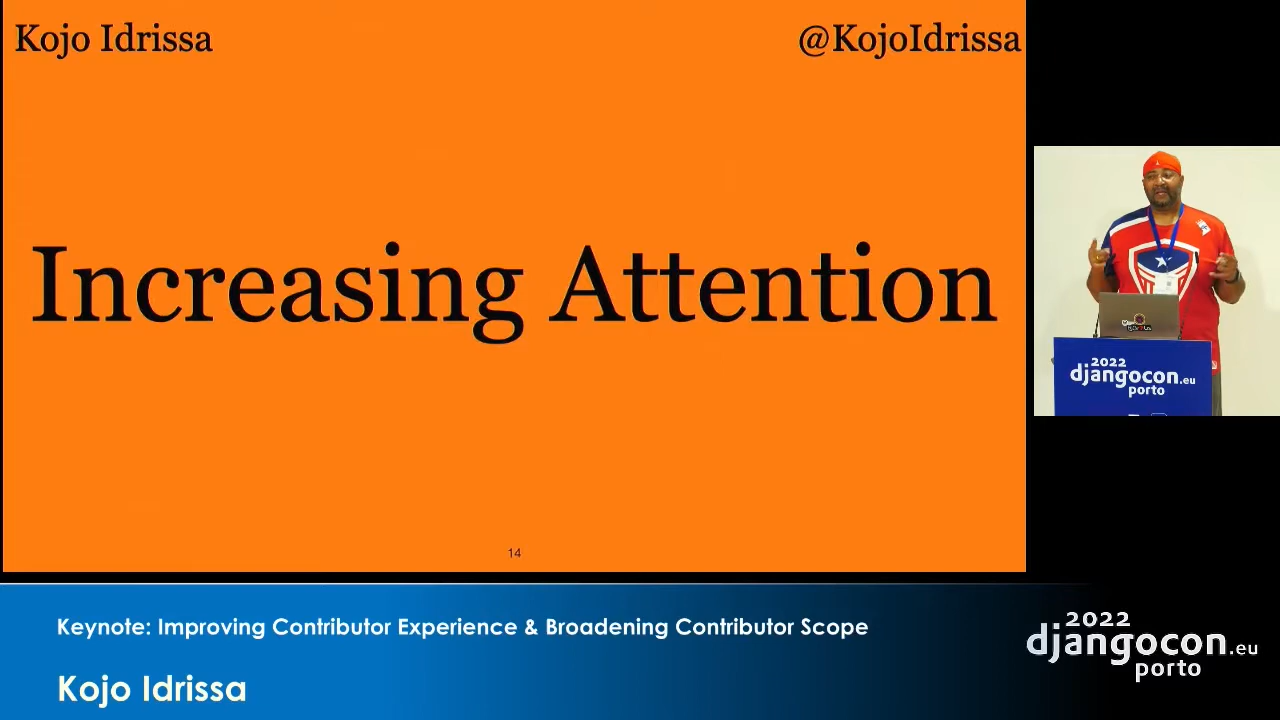 Kojo Idrissa
@KojoIdrissa
Increasing Attention
14
2022
djangocon.eu
porto
Keynote: Improving Contributor Experience & Broadening Contributor Scope
Kojo Idrissa
2022
djangocon.eu
porto